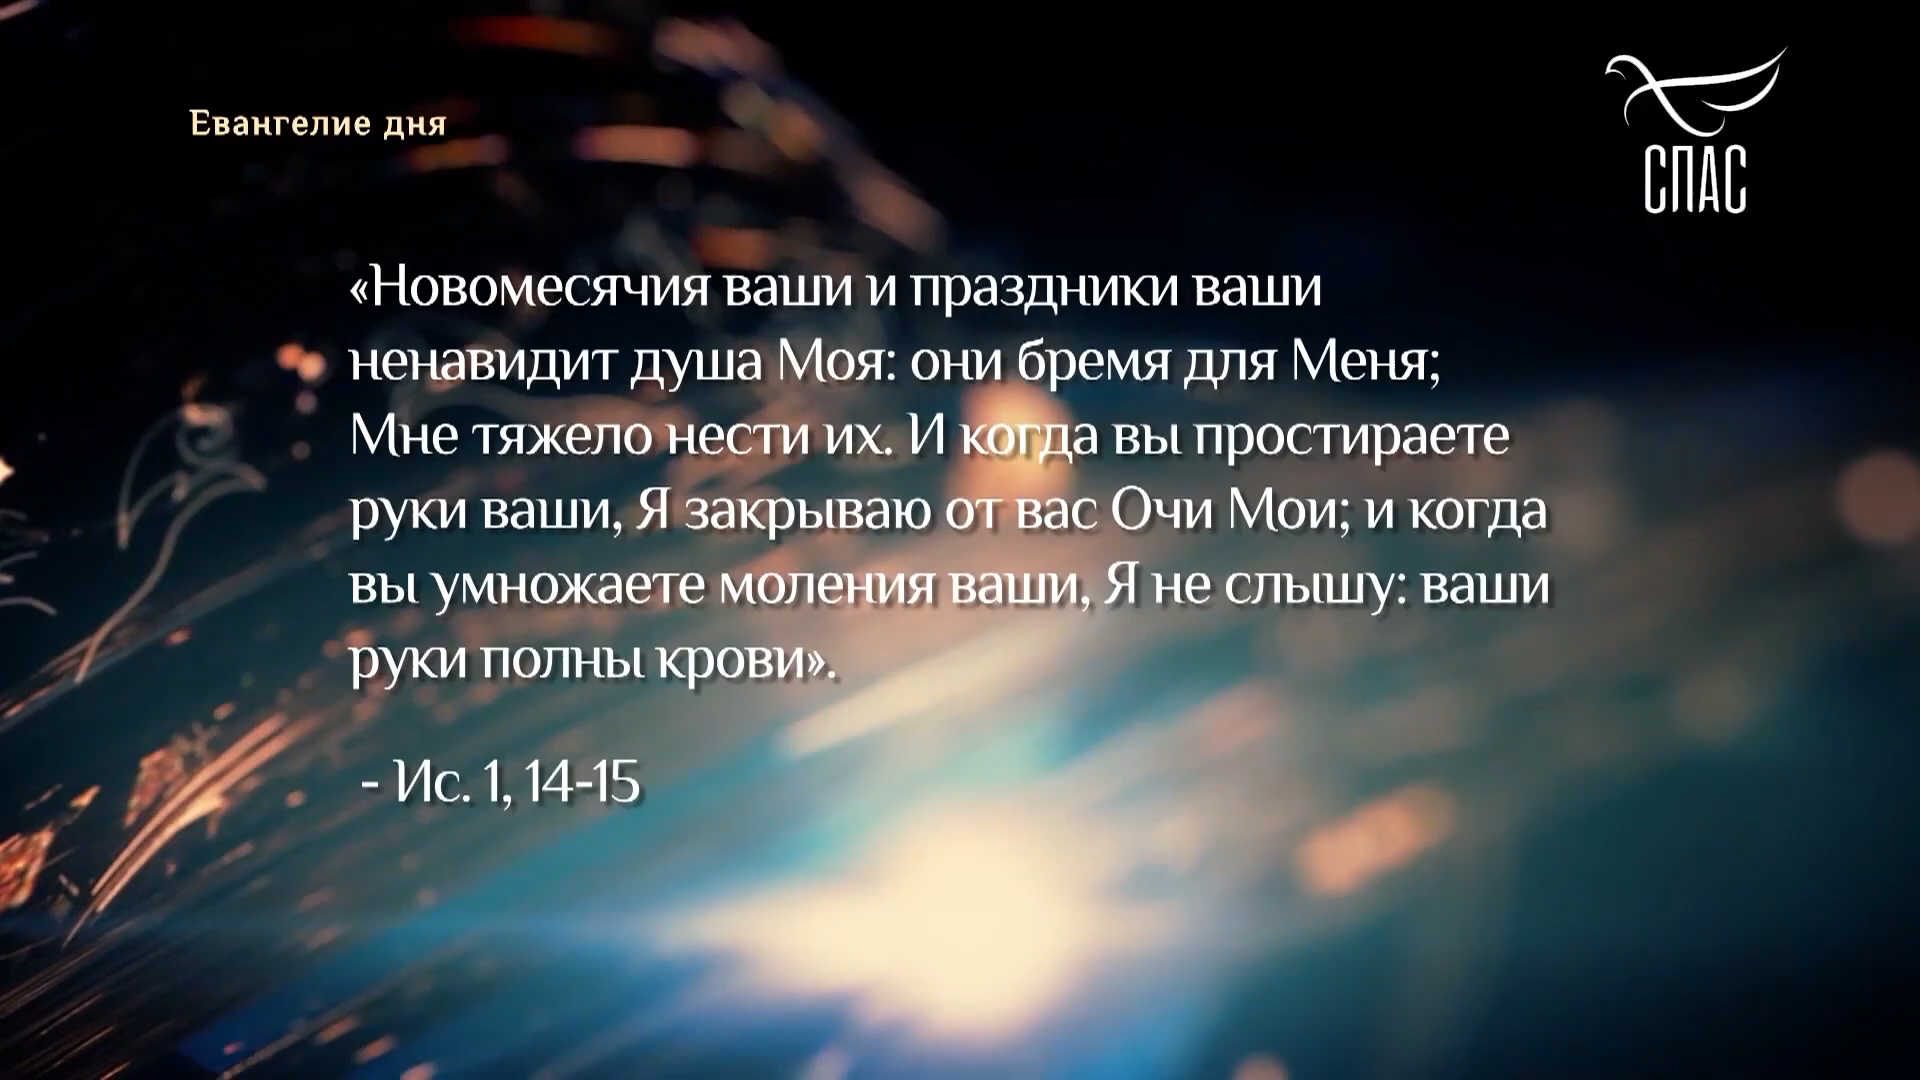 Евангелие дня
СПАС
«Новомесячия ваши и праздники ваши
ненавидит душа Моя: они бремя для Меня;
Мне тяжело нести их. И когда вы простираете
руки ваши, Я закрываю от вас Очи Мои; и когда
вы умножаете моления ваши, Я не слышу: ваши
руки полны крови».
- Ис. 1, 14-15